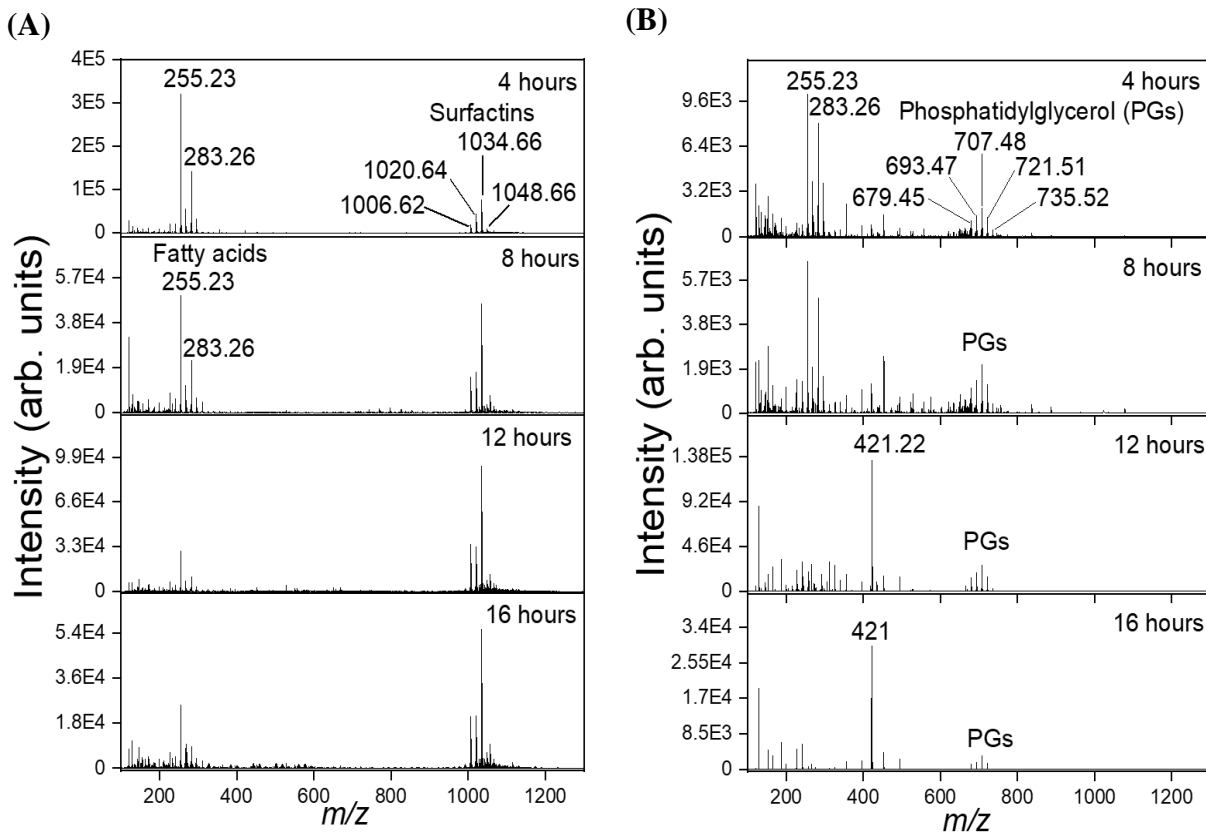 (A)
Intensity (arb. units)
4E5
3E5
2E5
1E5
0
4 hours
255.23
283.26
Surfactins
1034.66
1020.64
1006.62
1048.66
5.7E4
3.8E4
1.9E4
0
8 hours
Fatty acids
255.23
283.26
9.9E4
6.6E4
3.3E4
0
12 hours
5.4E4
3.6E4
1.8E4
0
16 hours
200 400 600 800 1000 1200
m/z
(B)
Intensity (arb. units)
9.6E3
6.4E3
3.2E3
0
4 hours
255.23
283.26
Phosphatidylglycerol (PGs)
707.48
693.47
721.51
679.45
735.52
5.7E3
3.8E3
1.9E3
0
8 hours
PGs
1.38E5
9.2E4
4.6E4
0
12 hours
421.22
PGs
3.4E4
2.55E4
1.7E4
8.5E3
0
16 hours
421
PGs
200 400 600 800 1000 1200
m/z